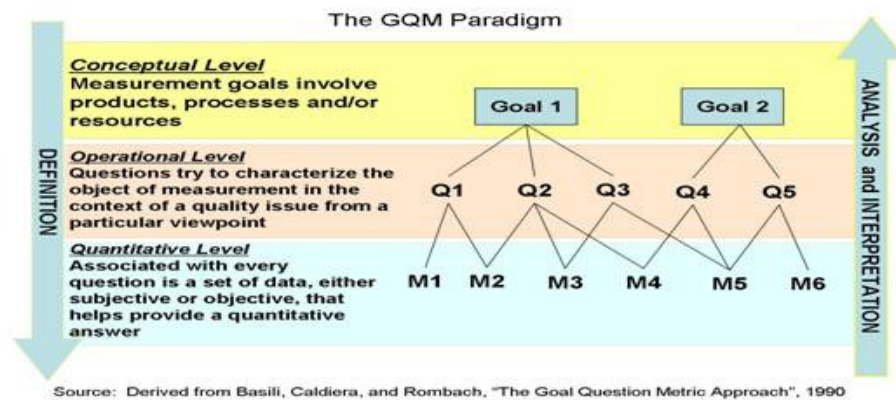 The GQM Paradigm
DEFINITION
Conceptual Level
Measurement goals involve
products, processes and/or
resources
Goal 1 Goal 2
Operational Level
Questions try to characterize the
object of measurement in the
context of a quality issue from a
particular viewpoint
Q1 Q2 Q3 Q4 Q5
Quantitative Level
Associated with every
question is a set of data, either
subjective or objective, that
helps provide a quantitative
answer
M1 M2 M3 M4 M5 M6
ANALYSIS and INTERPRETATION
Source: Derived from Basili, Caldiera, and Rombach, "The Goal Question Metric Approach", 1990